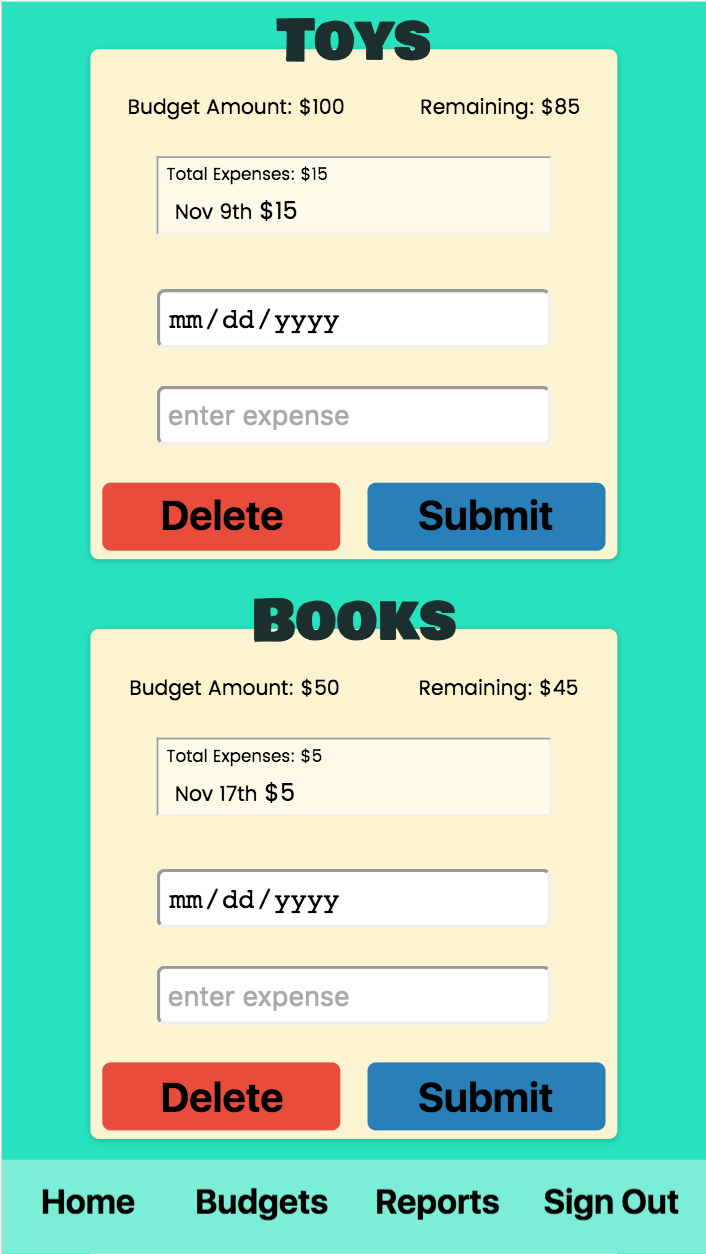 Toys
Budget Amount: $100 Remaining: $85
Total Expenses: $15
Nov 9th $15
mm/dd/yyyy
enter expense
Delete Submit
Books
Budget Amount: $50 Remaining: $45
Total Expenses: $5
Nov 17th $5
mm/dd/yyyy
enter expense
Delete Submit
Home Budgets Reports Sign Out